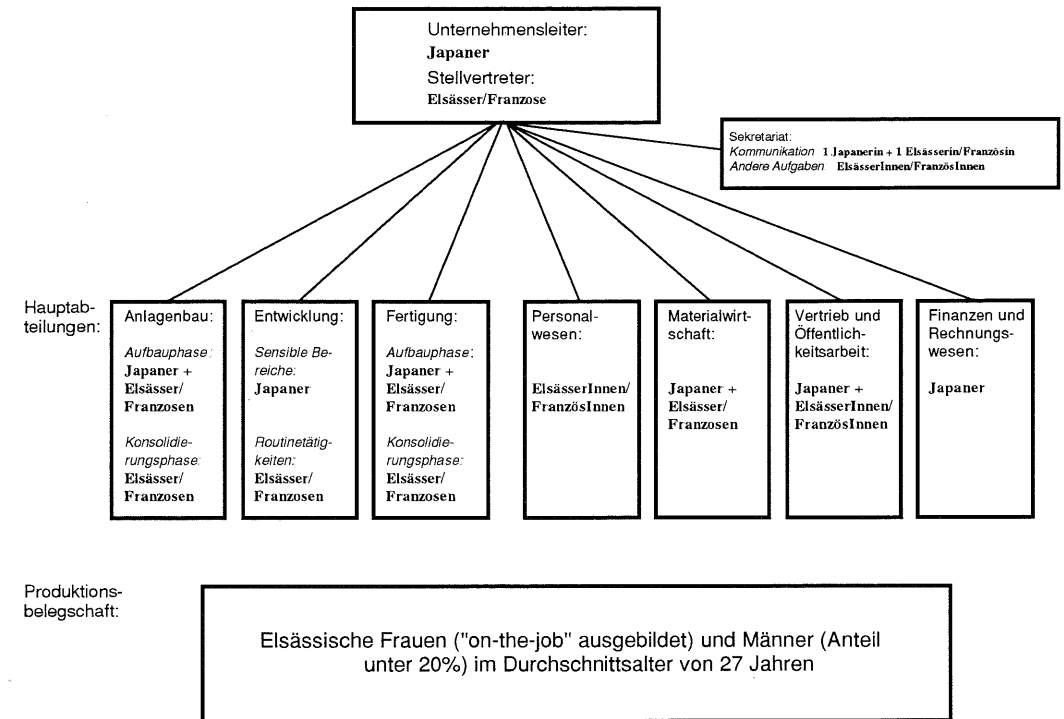 Unternehmensleiter:
Japaner
Stellvertreter:
Elsässer/Franzose
Sekretariat:
Kommunikation 1 Japanerin + 1 Elsässerin/Französin
Andere Aufgaben: ElsässerInnen/FranzösInnen
Hauptab-
teilungen:
Anlagenbau:
Aufbauphase:
Japaner +
Elsässer/
Franzosen
Konsolidie-
rungsphase:
Elsässer/
Franzosen
Entwicklung:
Sensible Be-
reiche:
Japaner
Routinetätig-
keiten:
Elsässer/
Franzosen
Fertigung:
Aufbauphase:
Japaner +
Elsässer/
Franzosen
Konsolidie-
rungsphase:
Elsässer/
Franzosen
Personal-
wesen:
ElsässerInnen/
FranzösInnen
Materialwirt-
schaft:
Japaner +
Elsässer/
Franzosen
Vertrieb und
Öffentlich-
keitsarbeit:
Japaner +
ElsässerInnen/
FranzösInnen
Finanzen und
Rechnungs-
wesen:
Japaner
Produktions-
belegschaft:
Elsässische Frauen ("on-the-job" ausgebildet) und Männer (Anteil
unter 20%) im Durchschnittsalter von 27 Jahren